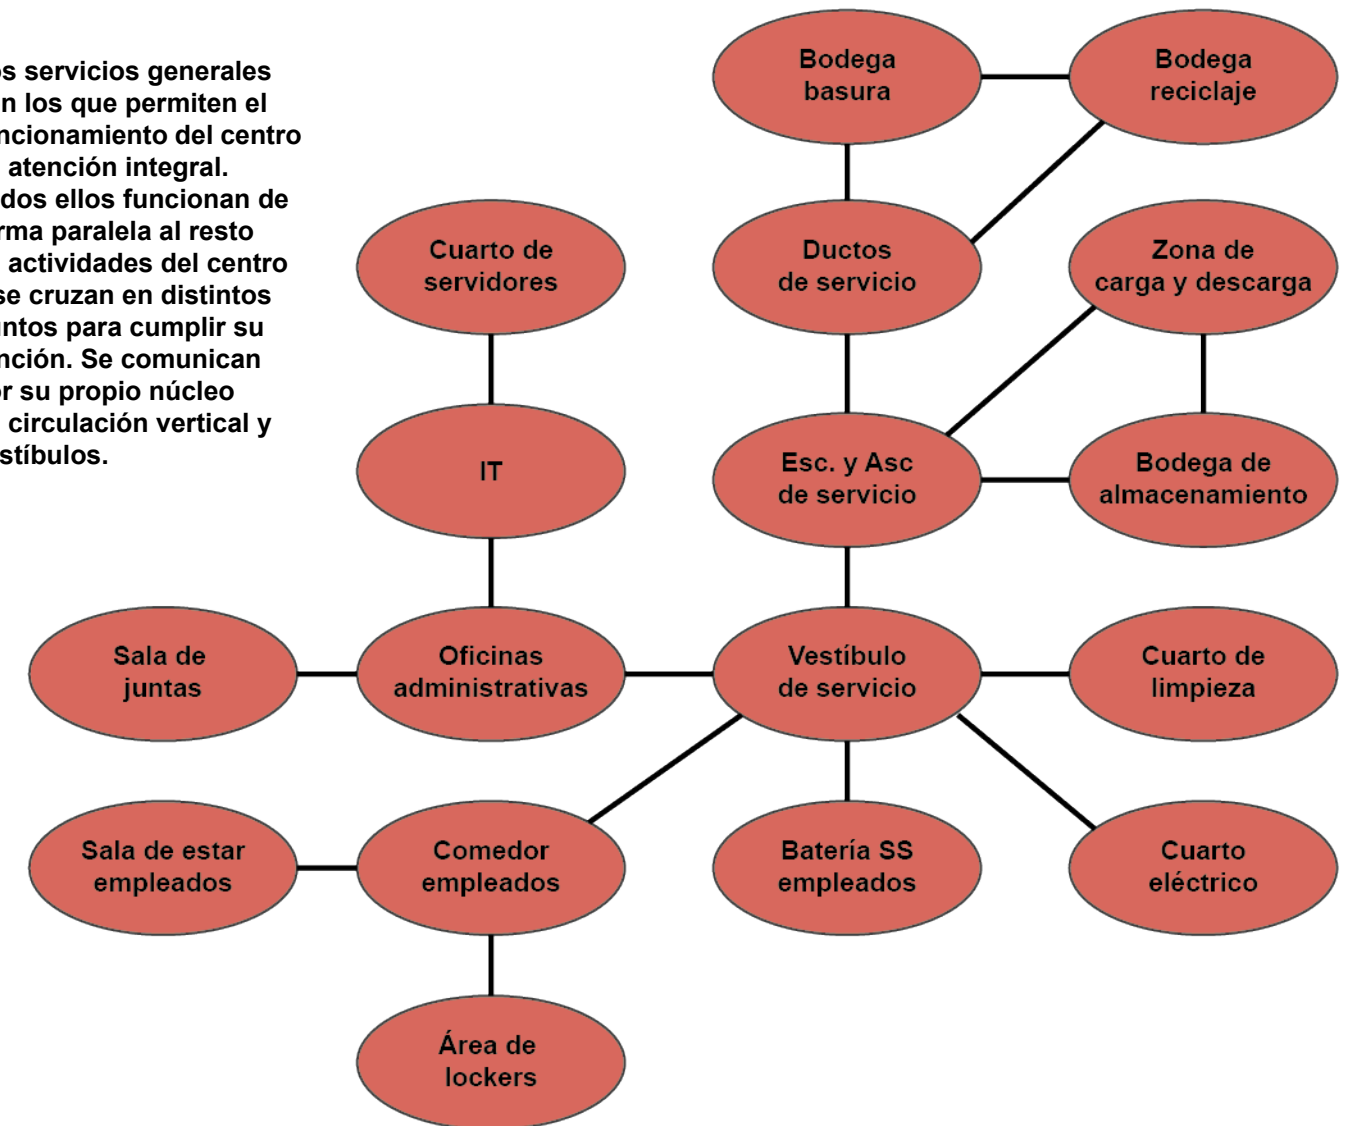 os servicios generales
n los que permiten el
ncionamiento del centro
atención integral.
dos ellos funcionan de
rma paralela al resto
actividades del centro
se cruzan en distintos
ntos para cumplir su
nción. Se comunican
or su propio núcleo
circulación vertical y
estíbulos.
Bodega
basura
Bodega
reciclaje
Cuarto de
servidores
Ductos
de servicio
Zona de
carga y descarga
IT
Esc. y Asc
de servicio
Bodega de
almacenamiento
Sala de
juntas
Oficinas
administrativas
Vestíbulo
de servicio
Cuarto de
limpieza
Sala de estar
empleados
Comedor
empleados
Batería SS
empleados
Cuarto
eléctrico
Área de
lockers